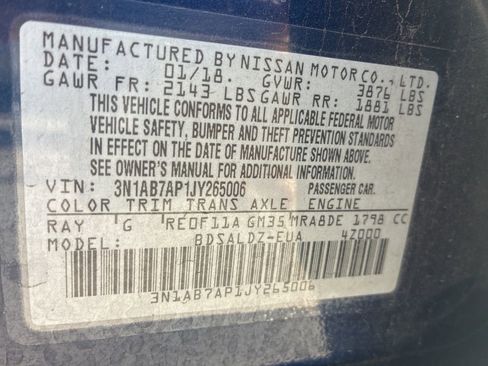 MANUFACTURED BY NISSAN MOTOR CO., LTD.
DATE: 01/18. GVWR: 3876 LBS
GAWR FR: 2143 LBS GAWR RR: 1881 LBS
THIS VEHICLE CONFORMS TO ALL APPLICABLE FEDERAL MOTOR
VEHICLE SAFETY, BUMPER AND THEFT PREVENTION STANDARDS
IN EFFECT ON THE DATE OF MANUFACTURE SHOWN ABOVE.
SEE OWNER'S MANUAL FOR ADDITIONAL INFORMATION
VIN: 3N1AB7AP1JY265006 PASSENGER CAR.
COLOR TRIM TRANS AXLE ENGINE
RAY G RE0F11A GM35 MRA8DE 1798 CC
MODEL: BDSALDZ-EUA 4Z000
3N1AB7AP1JY265006